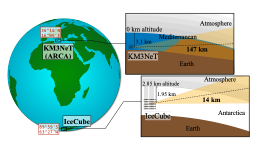 KM3NeT
(ARCA)
IceCube
0 km altitude
Atmosphere
Mediterranean
3.5 km
147 km
KM3NeT
Earth
2.85 km altitude
Atmosphere
1.95 km
14 km
IceCube
Antarctica
Earth